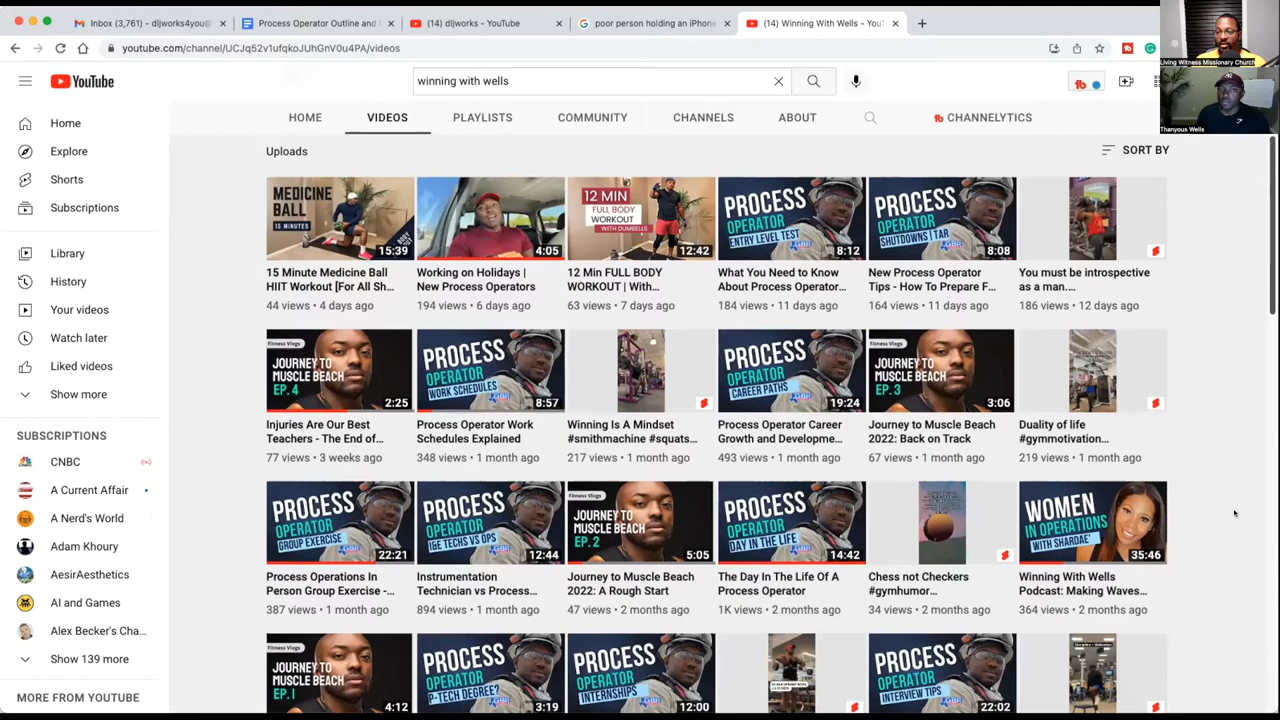 Inbox (3,761) - dljworks4you@
Process Operator Outline and
(14) dljworks - YouTube
poor person holding an iPhone
(14) Winning With Wells – YouT
youtube.com/channel/UCJq52v1ufqkoJUhGnV0u4PA/videos
Living Witness Missionary Church
Thanyous Wells
YouTube
winning with wells
HOME
VIDEOS
PLAYLISTS
COMMUNITY
CHANNELS
ABOUT
CHANNELYTICS
Home
Explore
Shorts
Subscriptions
Library
History
Your videos
Watch later
Liked videos
Show more
SUBSCRIPTIONS
CNBC
A Current Affair
A Nerd's World
Adam Khoury
AesirAesthetics
AI and Games
Alex Becker's Cha...
Show 139 more
MORE FROM YOUTUBE
Uploads
SORT BY
MEDICINE
BALL
15 MINUTES
15:39
15 Minute Medicine Ball
HIIT Workout [For All Sh...
44 views • 4 days ago
4:05
Working on Holidays |
New Process Operators
194 views • 6 days ago
12 MIN
FULL BODY
WORKOUT
WITH DUMBELLS
12:42
12 Min FULL BODY
WORKOUT | With...
63 views • 7 days ago
PROCESS
OPERATOR
ENTRY LEVEL TEST
8:12
What You Need to Know
About Process Operator...
184 views • 11 days ago
PROCESS
OPERATOR
SHUTDOWNS | TAR
8:08
New Process Operator
Tips - How To Prepare F...
164 views • 11 days ago
You must be introspective
as a man....
186 views • 12 days ago
Fitness Vlogs
JOURNEY TO
MUSCLE BEACH
EP. 4
2:25
Injuries Are Our Best
Teachers - The End of...
77 views • 3 weeks ago
PROCESS
OPERATOR
WORK SCHEDULES
8:57
Process Operator Work
Schedules Explained
348 views • 1 month ago
Winning Is A Mindset
#smithmachine #squats...
217 views • 1 month ago
PROCESS
OPERATOR
CAREER PATHS
19:24
Process Operator Career
Growth and Developme...
493 views • 1 month ago
Fitness Vlogs
JOURNEY TO
MUSCLE BEACH
EP. 3
3:06
Journey to Muscle Beach
2022: Back on Track
67 views • 1 month ago
Duality of life
#gymmotivation...
219 views • 1 month ago
PROCESS
OPERATOR
GROUP EXERCISE
22:21
Process Operations In
Person Group Exercise -...
387 views • 1 month ago
PROCESS
OPERATOR
I&E TECHS VS OPS
12:44
Instrumentation
Technician vs Process...
894 views • 1 month ago
Fitness Vlogs
JOURNEY TO
MUSCLE BEACH
EP. 2
5:05
Journey to Muscle Beach
2022: A Rough Start
47 views • 2 months ago
PROCESS
OPERATOR
DAY IN THE LIFE
14:42
The Day In The Life Of A
Process Operator
1K views • 2 months ago
Chess not Checkers
#gymhumor...
34 views • 2 months ago
WOMEN
IN OPERATIONS
WITH SHARDAE'
35:46
Winning With Wells
Podcast: Making Waves...
364 views • 2 months ago
Fitness Vlogs
JOURNEY TO
MUSCLE BEACH
EP. 1
4:12
PROCESS
OPERATOR
P-TECH DEGREE?
3:19
PROCESS
OPERATOR
INTERNSHIPS
12:00
PROCESS
OPERATOR
INTERVIEW TIPS
22:02